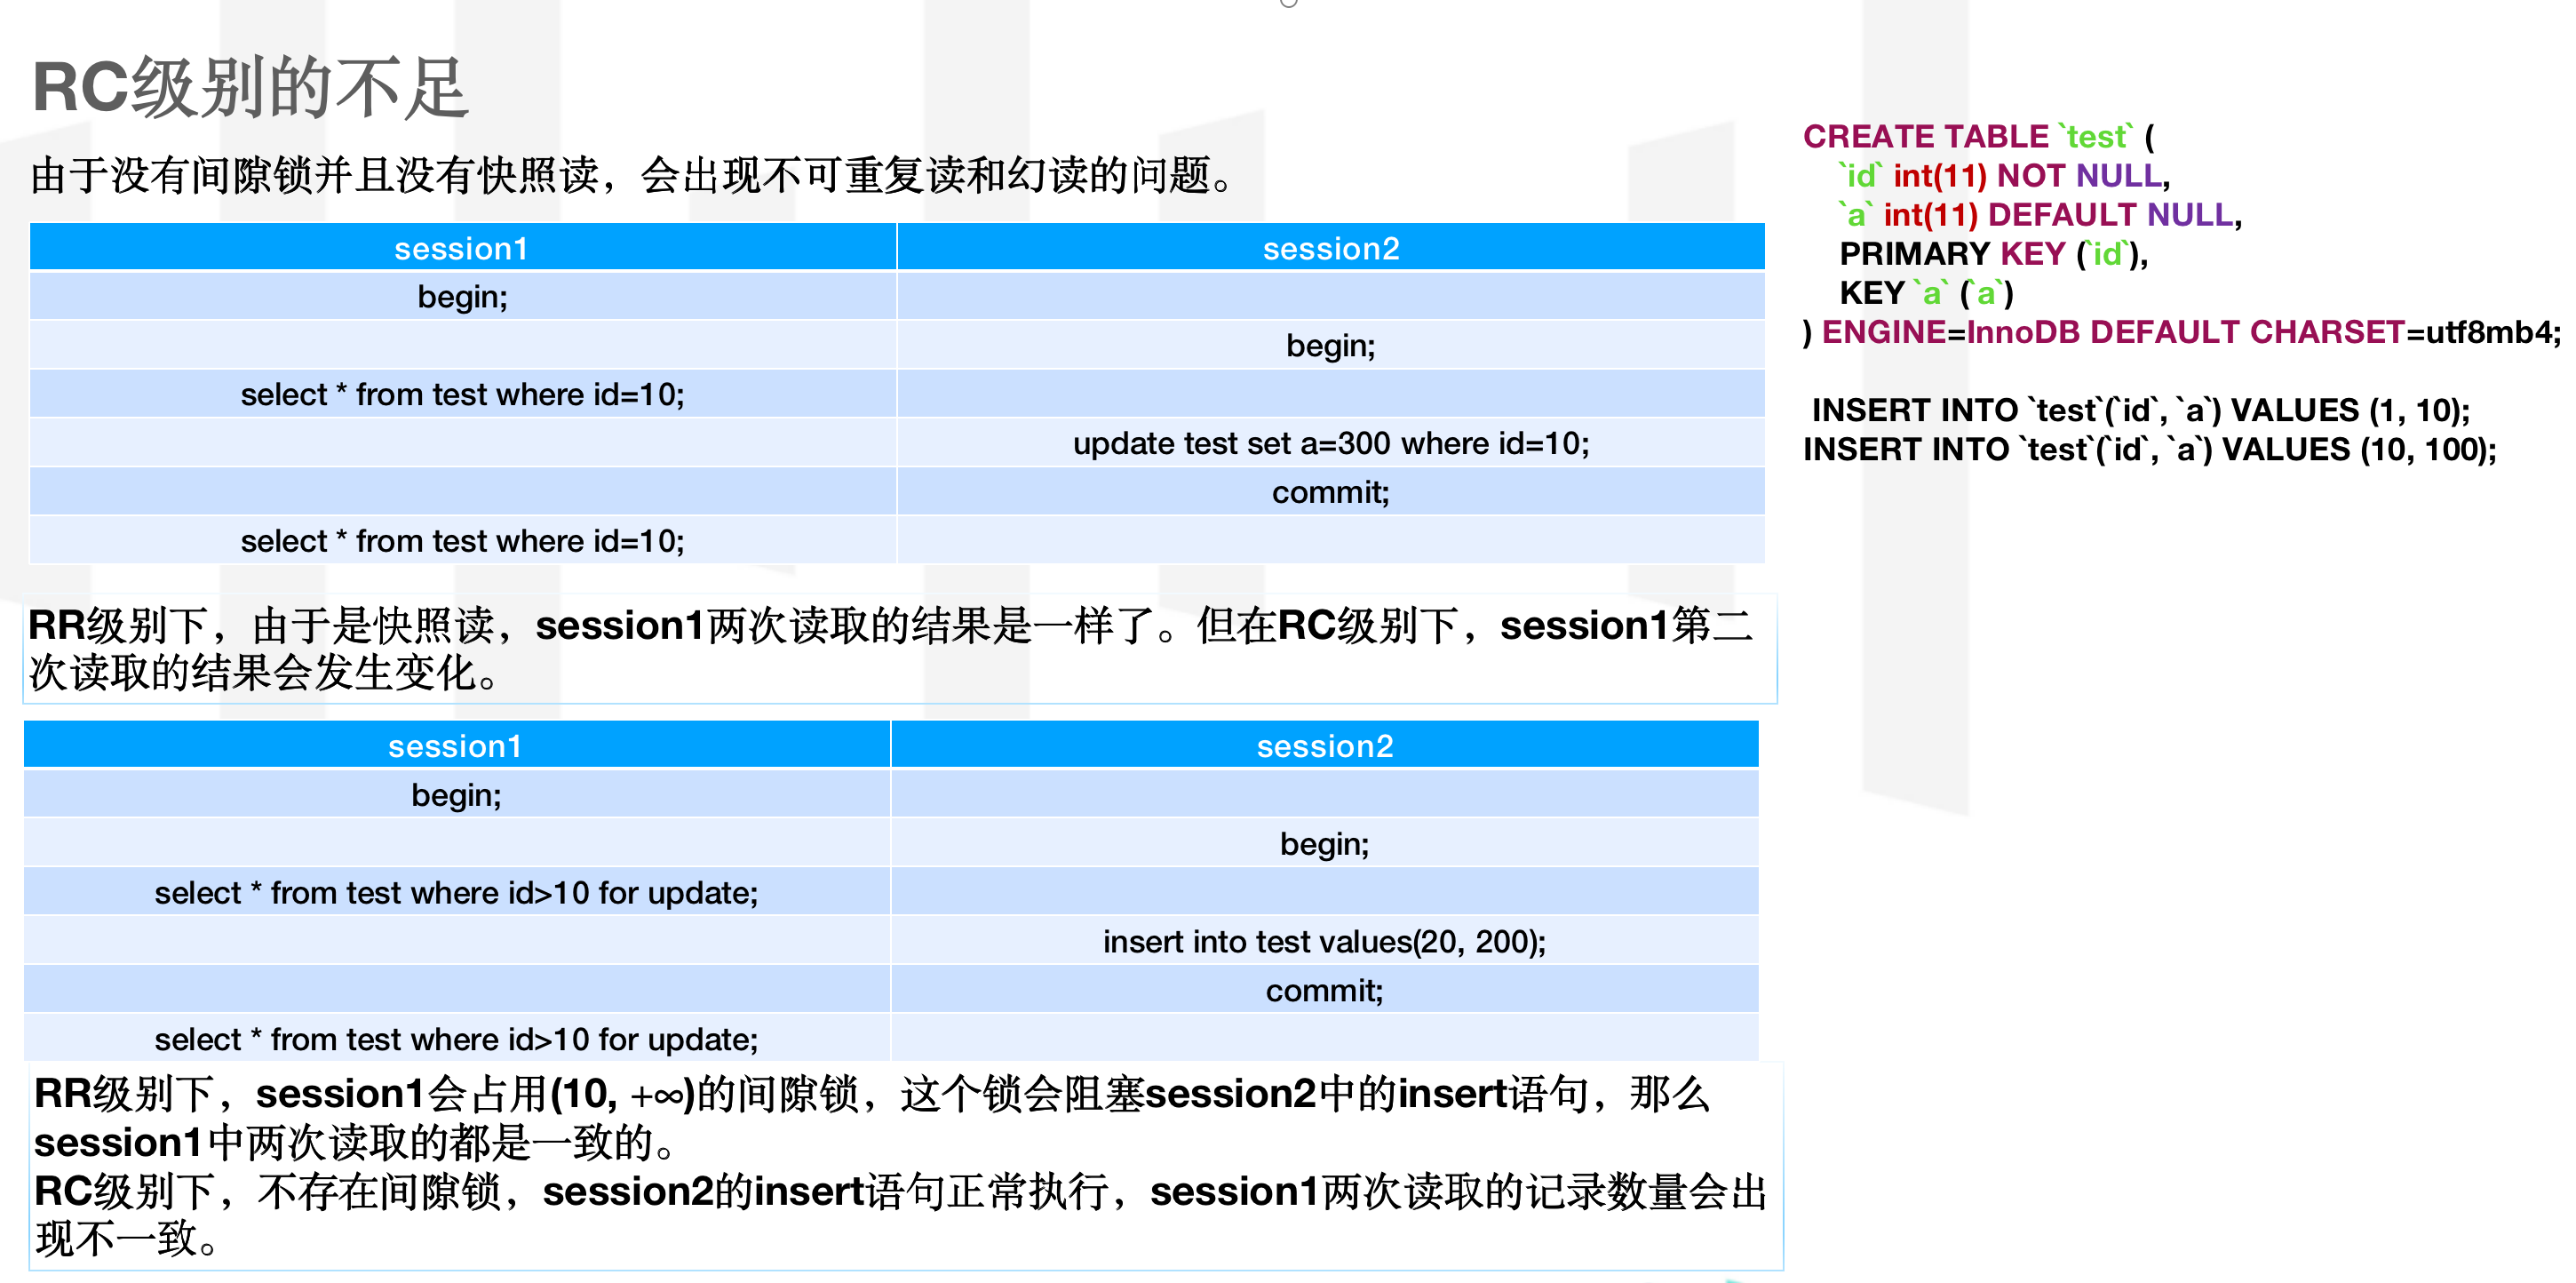 RC级别的不足
由于没有间隙锁并且没有快照读，会出现不可重复读和幻读的问题。
session1 session2
begin;
begin;
select * from test where id=10;
update test set a=300 where id=10;
commit;
select * from test where id=10;
RR级别下，由于是快照读，session1两次读取的结果是一样了。但在RC级别下，session1第二
次读取的结果会发生变化。
session1 session2
begin;
begin;
select * from test where id>10 for update;
insert into test values(20, 200);
commit;
select * from test where id>10 for update;
RR级别下，session1会占用(10, +∞)的间隙锁，这个锁会阻塞session2中的insert语句，那么
session1中两次读取的都是一致的。
RC级别下，不存在间隙锁，session2的insert语句正常执行，session1两次读取的记录数量会出
现不一致。
CREATE TABLE `test` (
`id` int(11) NOT NULL,
`a` int(11) DEFAULT NULL,
PRIMARY KEY (`id`),
KEY `a` (`a`)
) ENGINE=InnoDB DEFAULT CHARSET=utf8mb4;
INSERT INTO `test`(`id`, `a`) VALUES (1, 10);
INSERT INTO `test`(`id`, `a`) VALUES (10, 100);